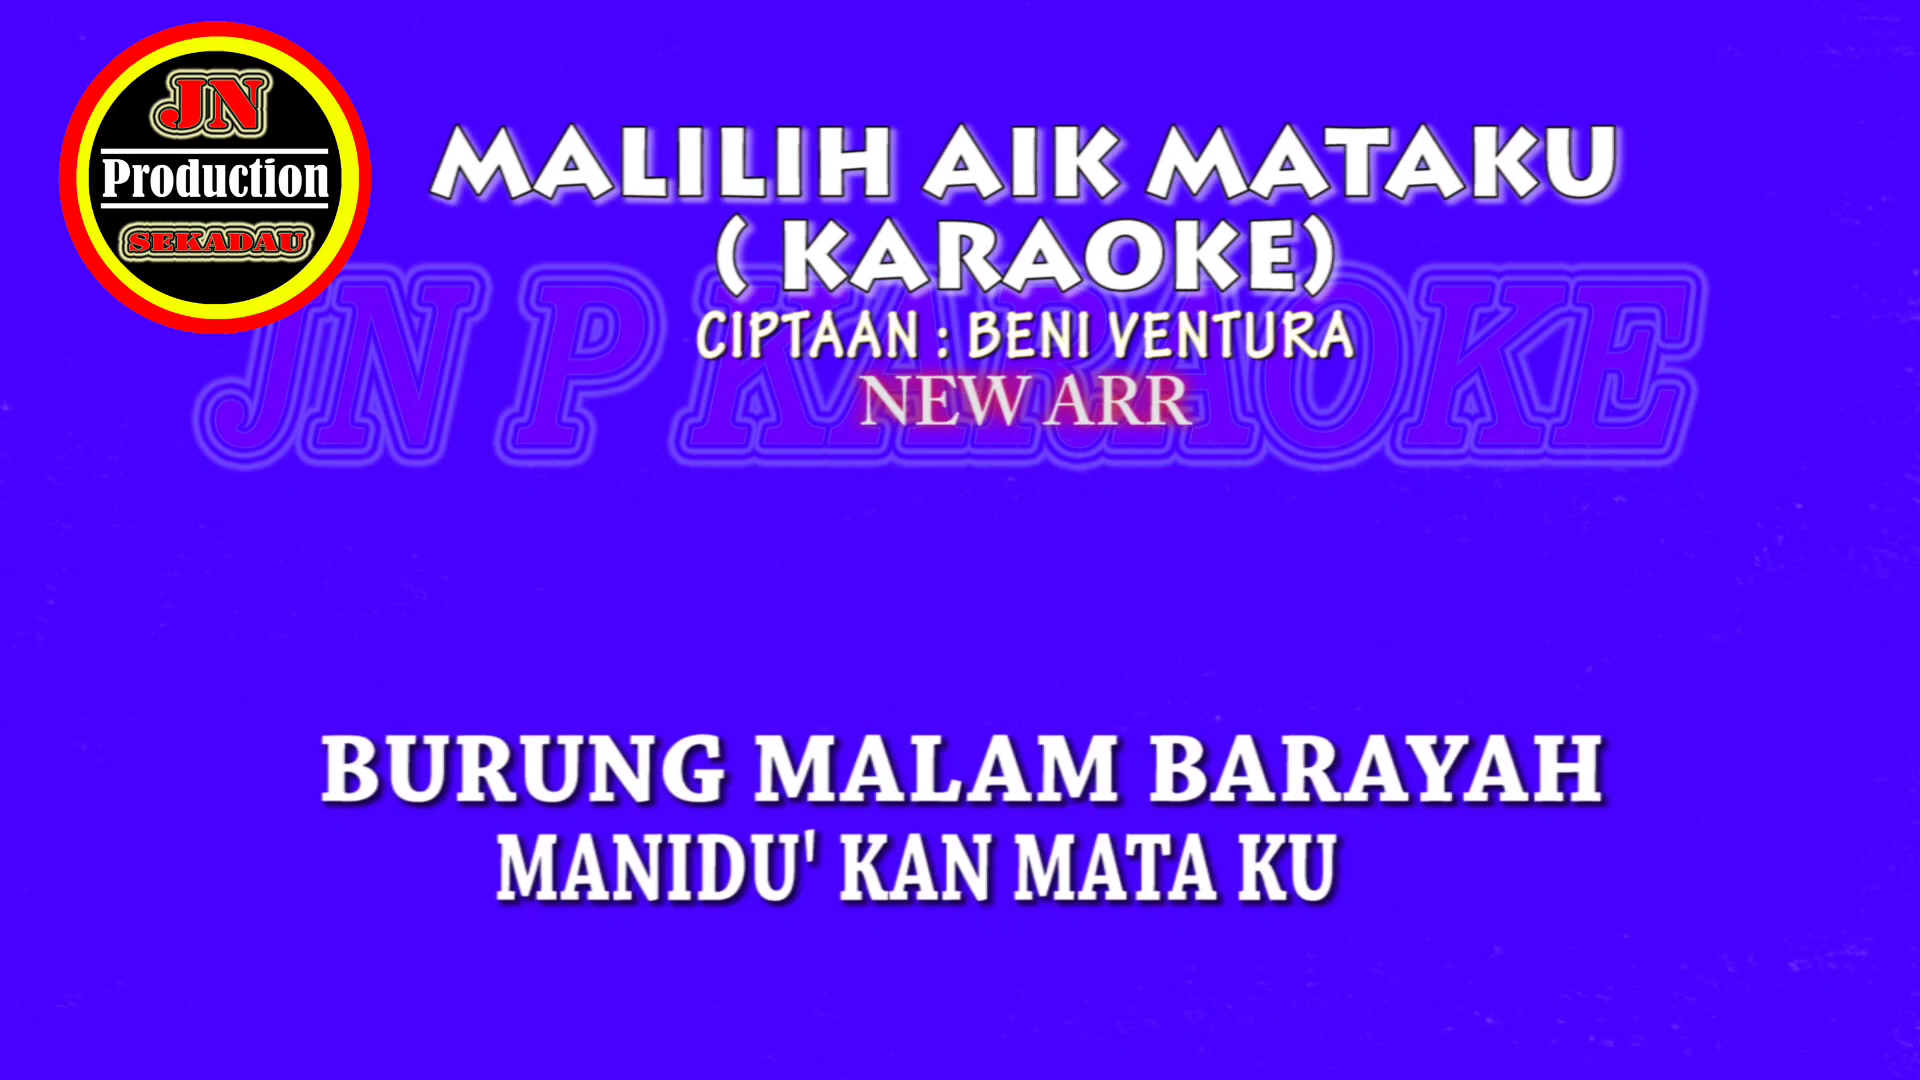 JN
Production
SEKADAU
MALILIH AIK MATAKU
( KARAOKE)
CIPTAAN : BENI VENTURA
NEW ARR
JN P KARAOKE
BURUNG MALAM BARAYAH
MANIDU' KAN MATA KU